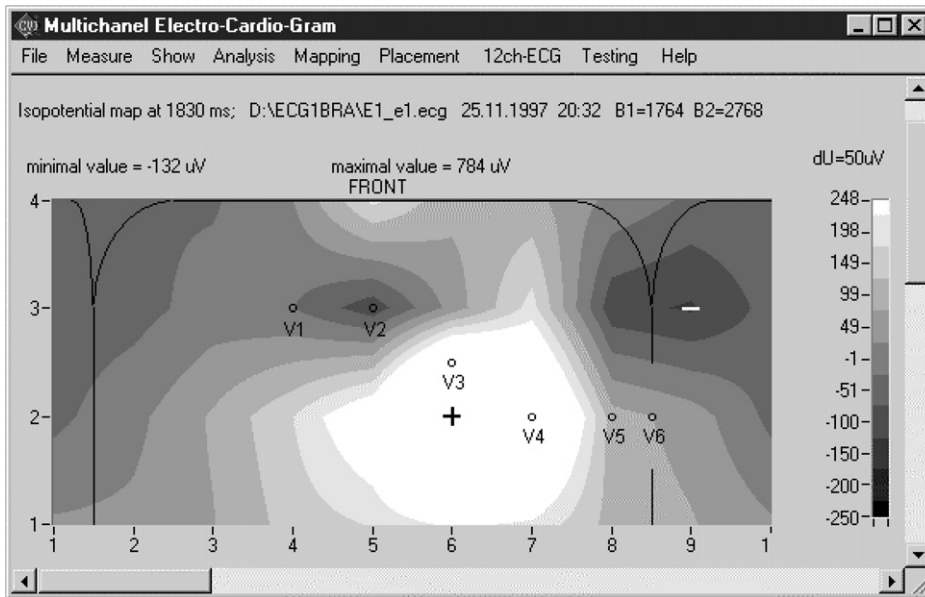 CVI Multichanel Electro-Cardio-Gram
File Measure Show Analysis Mapping Placement 12ch-ECG Testing Help
Isopotential map at 1830 ms; D:\ECG1BRA\E1_e1.ecg 25.11.1997 20:32 B1=1764 B2=2768
minimal value = -132 uV maximal value = 784 uV dU=50uV
FRONT
4 248
198
149
3 99
V1 V2 49
V3 -1
-51
2 -100
V4 V5 V6
-150
-200
1 -250
1 2 3 4 5 6 7 8 9 1